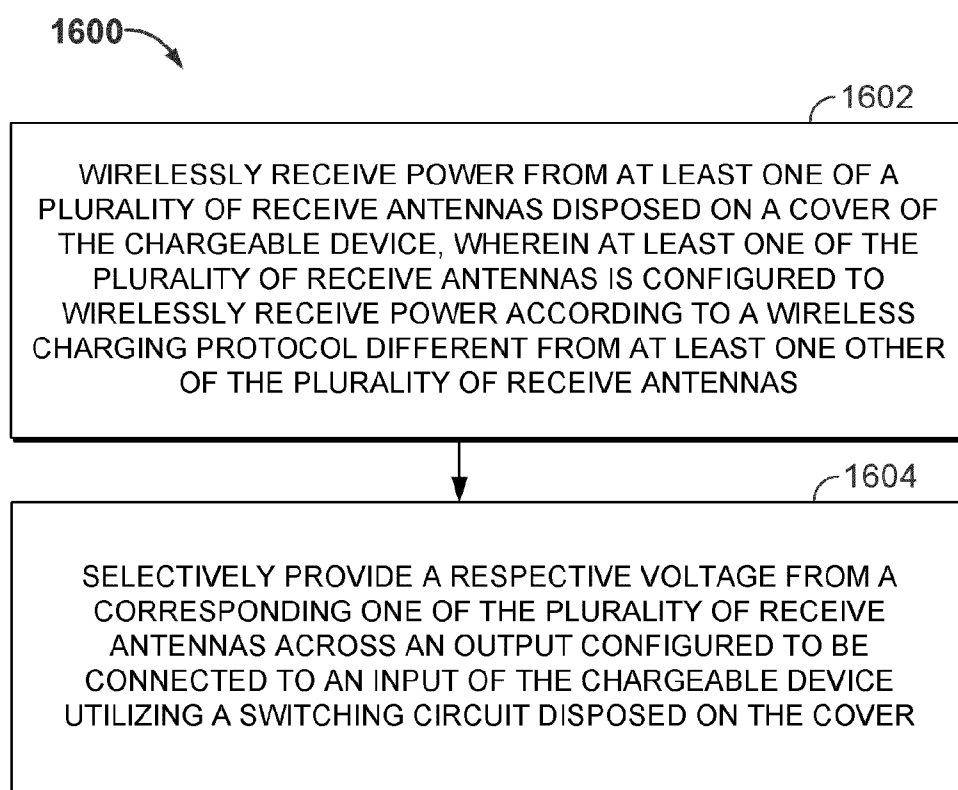 1600
1602
WIRELESSLY RECEIVE POWER FROM AT LEAST ONE OF A
PLURALITY OF RECEIVE ANTENNAS DISPOSED ON A COVER OF
THE CHARGEABLE DEVICE, WHEREIN AT LEAST ONE OF THE
PLURALITY OF RECEIVE ANTENNAS IS CONFIGURED TO
WIRELESSLY RECEIVE POWER ACCORDING TO A WIRELESS
CHARGING PROTOCOL DIFFERENT FROM AT LEAST ONE OTHER
OF THE PLURALITY OF RECEIVE ANTENNAS
1604
SELECTIVELY PROVIDE A RESPECTIVE VOLTAGE FROM A
CORRESPONDING ONE OF THE PLURALITY OF RECEIVE
ANTENNAS ACROSS AN OUTPUT CONFIGURED TO BE
CONNECTED TO AN INPUT OF THE CHARGEABLE DEVICE
UTILIZING A SWITCHING CIRCUIT DISPOSED ON THE COVER